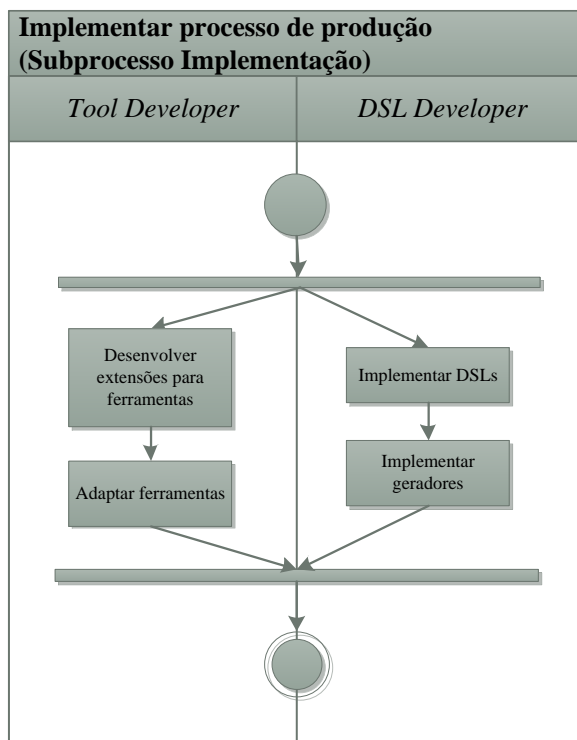 Implementar processo de produção
(Subprocesso Implementação)
Tool Developer
DSL Developer
Desenvolver
extensões para
ferramentas
Implementar DSLs
Adaptar ferramentas
Implementar
geradores